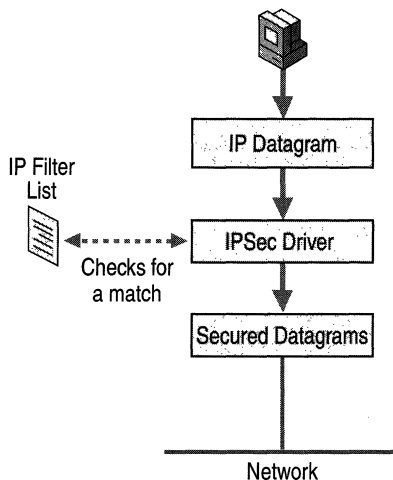 IP Datagram
IP Filter
List
IPSec Driver
Checks for
a match
Secured Datagrams
Network